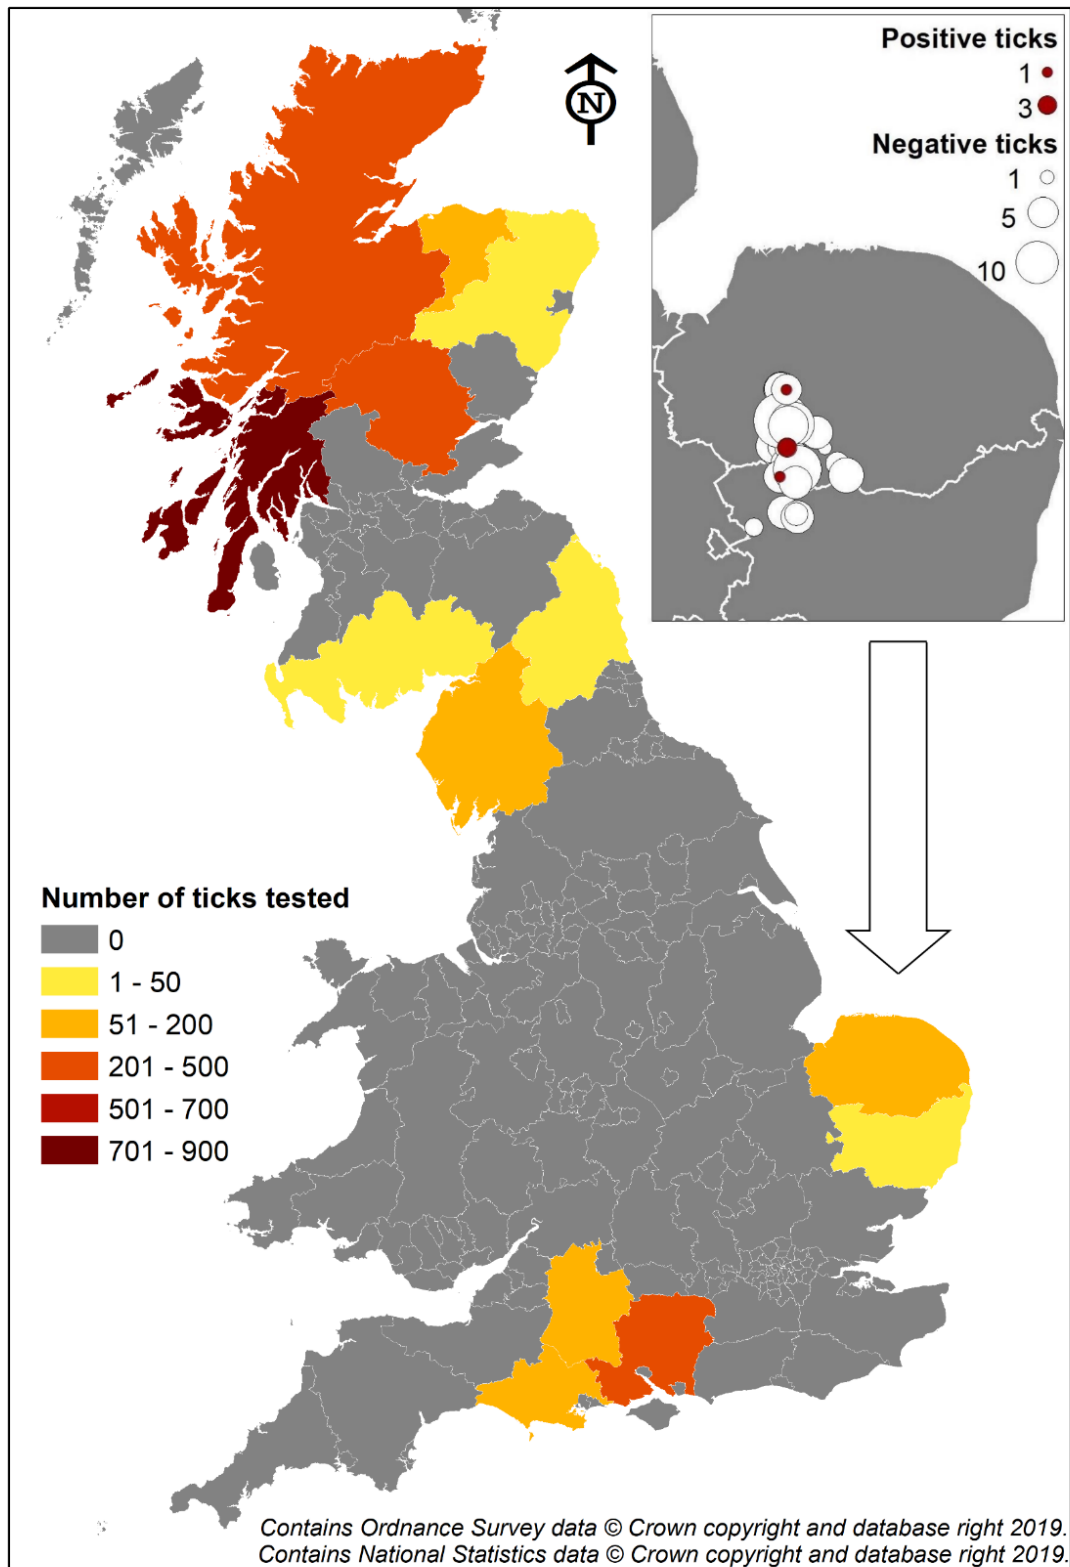 Positive ticks
1
3
Negative ticks
1
5
10
N
Number of ticks tested
0
1 - 50
51 - 200
201 - 500
501 - 700
701 - 900
Contains Ordnance Survey data © Crown copyright and database right 2019.
Contains National Statistics data © Crown copyright and database right 2019.